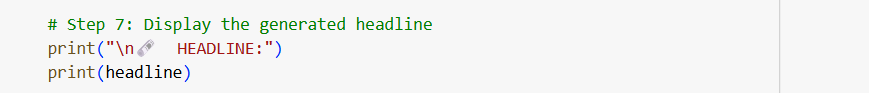 # Step 7: Display the generated headline
print("\n🗞️  HEADLINE:")
print(headline)